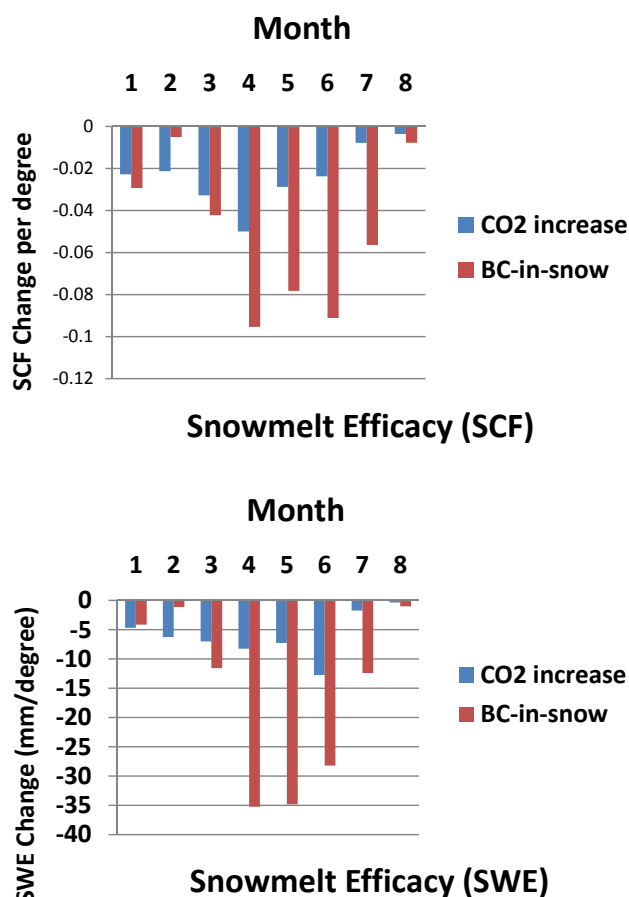 Month
1 2 3 4 5 6 7 8
0
-0.02
-0.04
-0.06
-0.08
-0.1
-0.12
SCF Change per degree
CO2 increase
BC-in-snow
Snowmelt Efficacy (SCF)
Month
1 2 3 4 5 6 7 8
0
-5
-10
-15
-20
-25
-30
-35
-40
SWE Change (mm/degree)
CO2 increase
BC-in-snow
Snowmelt Efficacy (SWE)